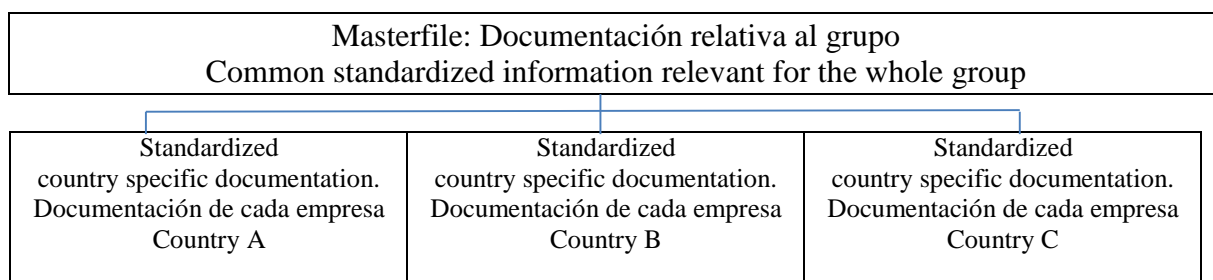 Masterfile: Documentación relativa al grupo
Common standardized information relevant for the whole group
Standardized
country specific documentation.
Documentación de cada empresa
Country A
Standardized
country specific documentation.
Documentación de cada empresa
Country B
Standardized
country specific documentation.
Documentación de cada empresa
Country C